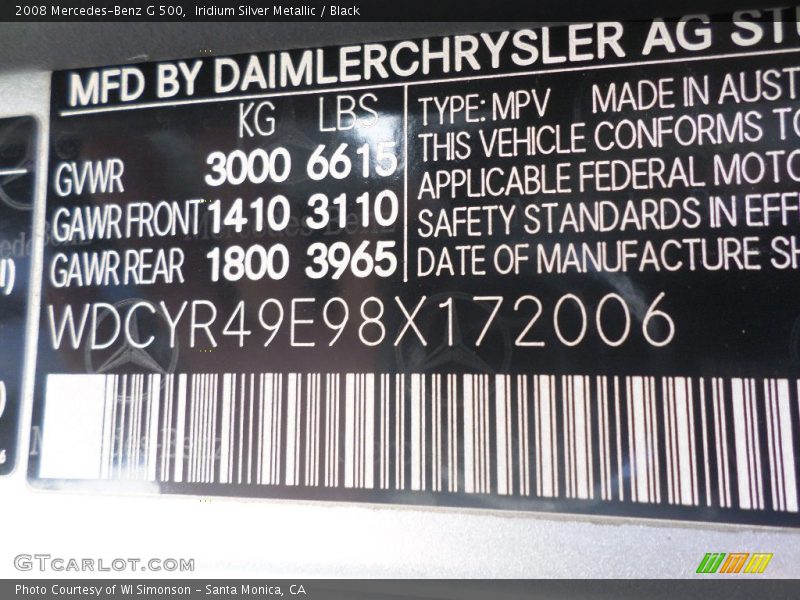 2008 Mercedes-Benz G 500, Iridium Silver Metallic / Black
MFD BY DAIMLERCHRYSLER AG STU
KG LBS
GVWR 3000 6615
GAWR FRONT 1410 3110
GAWR REAR 1800 3965
TYPE: MPV MADE IN AUST
THIS VEHICLE CONFORMS TO
APPLICABLE FEDERAL MOTO
SAFETY STANDARDS IN EFF
DATE OF MANUFACTURE SH
WDCYR49E98X172006
GTCARLOT.COM
Photo Courtesy of WI Simonson - Santa Monica, CA